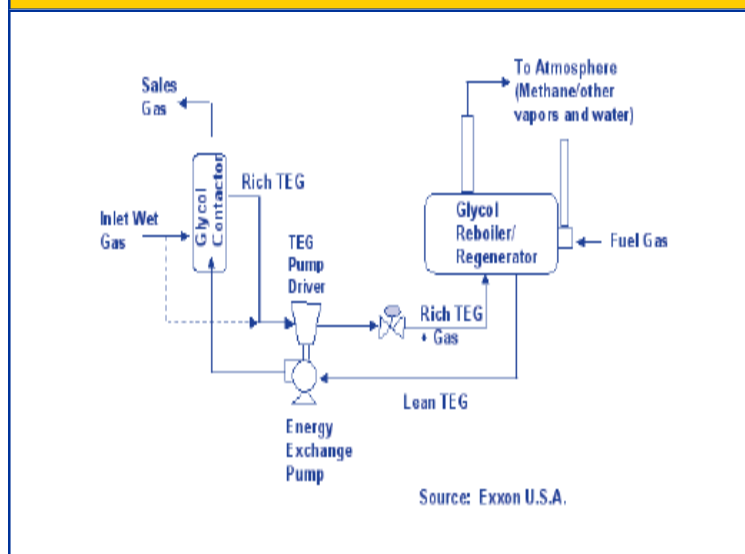 To Atmosphere
(Methane/other
vapors and water)
Sales
Gas
Rich TEG
Glycol
Contactor
Inlet Wet
Gas
Glycol
Reboiler/
Regenerator
Fuel Gas
TEG
Pump
Driver
Rich TEG
+ Gas
Lean TEG
Energy
Exchange
Pump
Source: Exxon U.S.A.